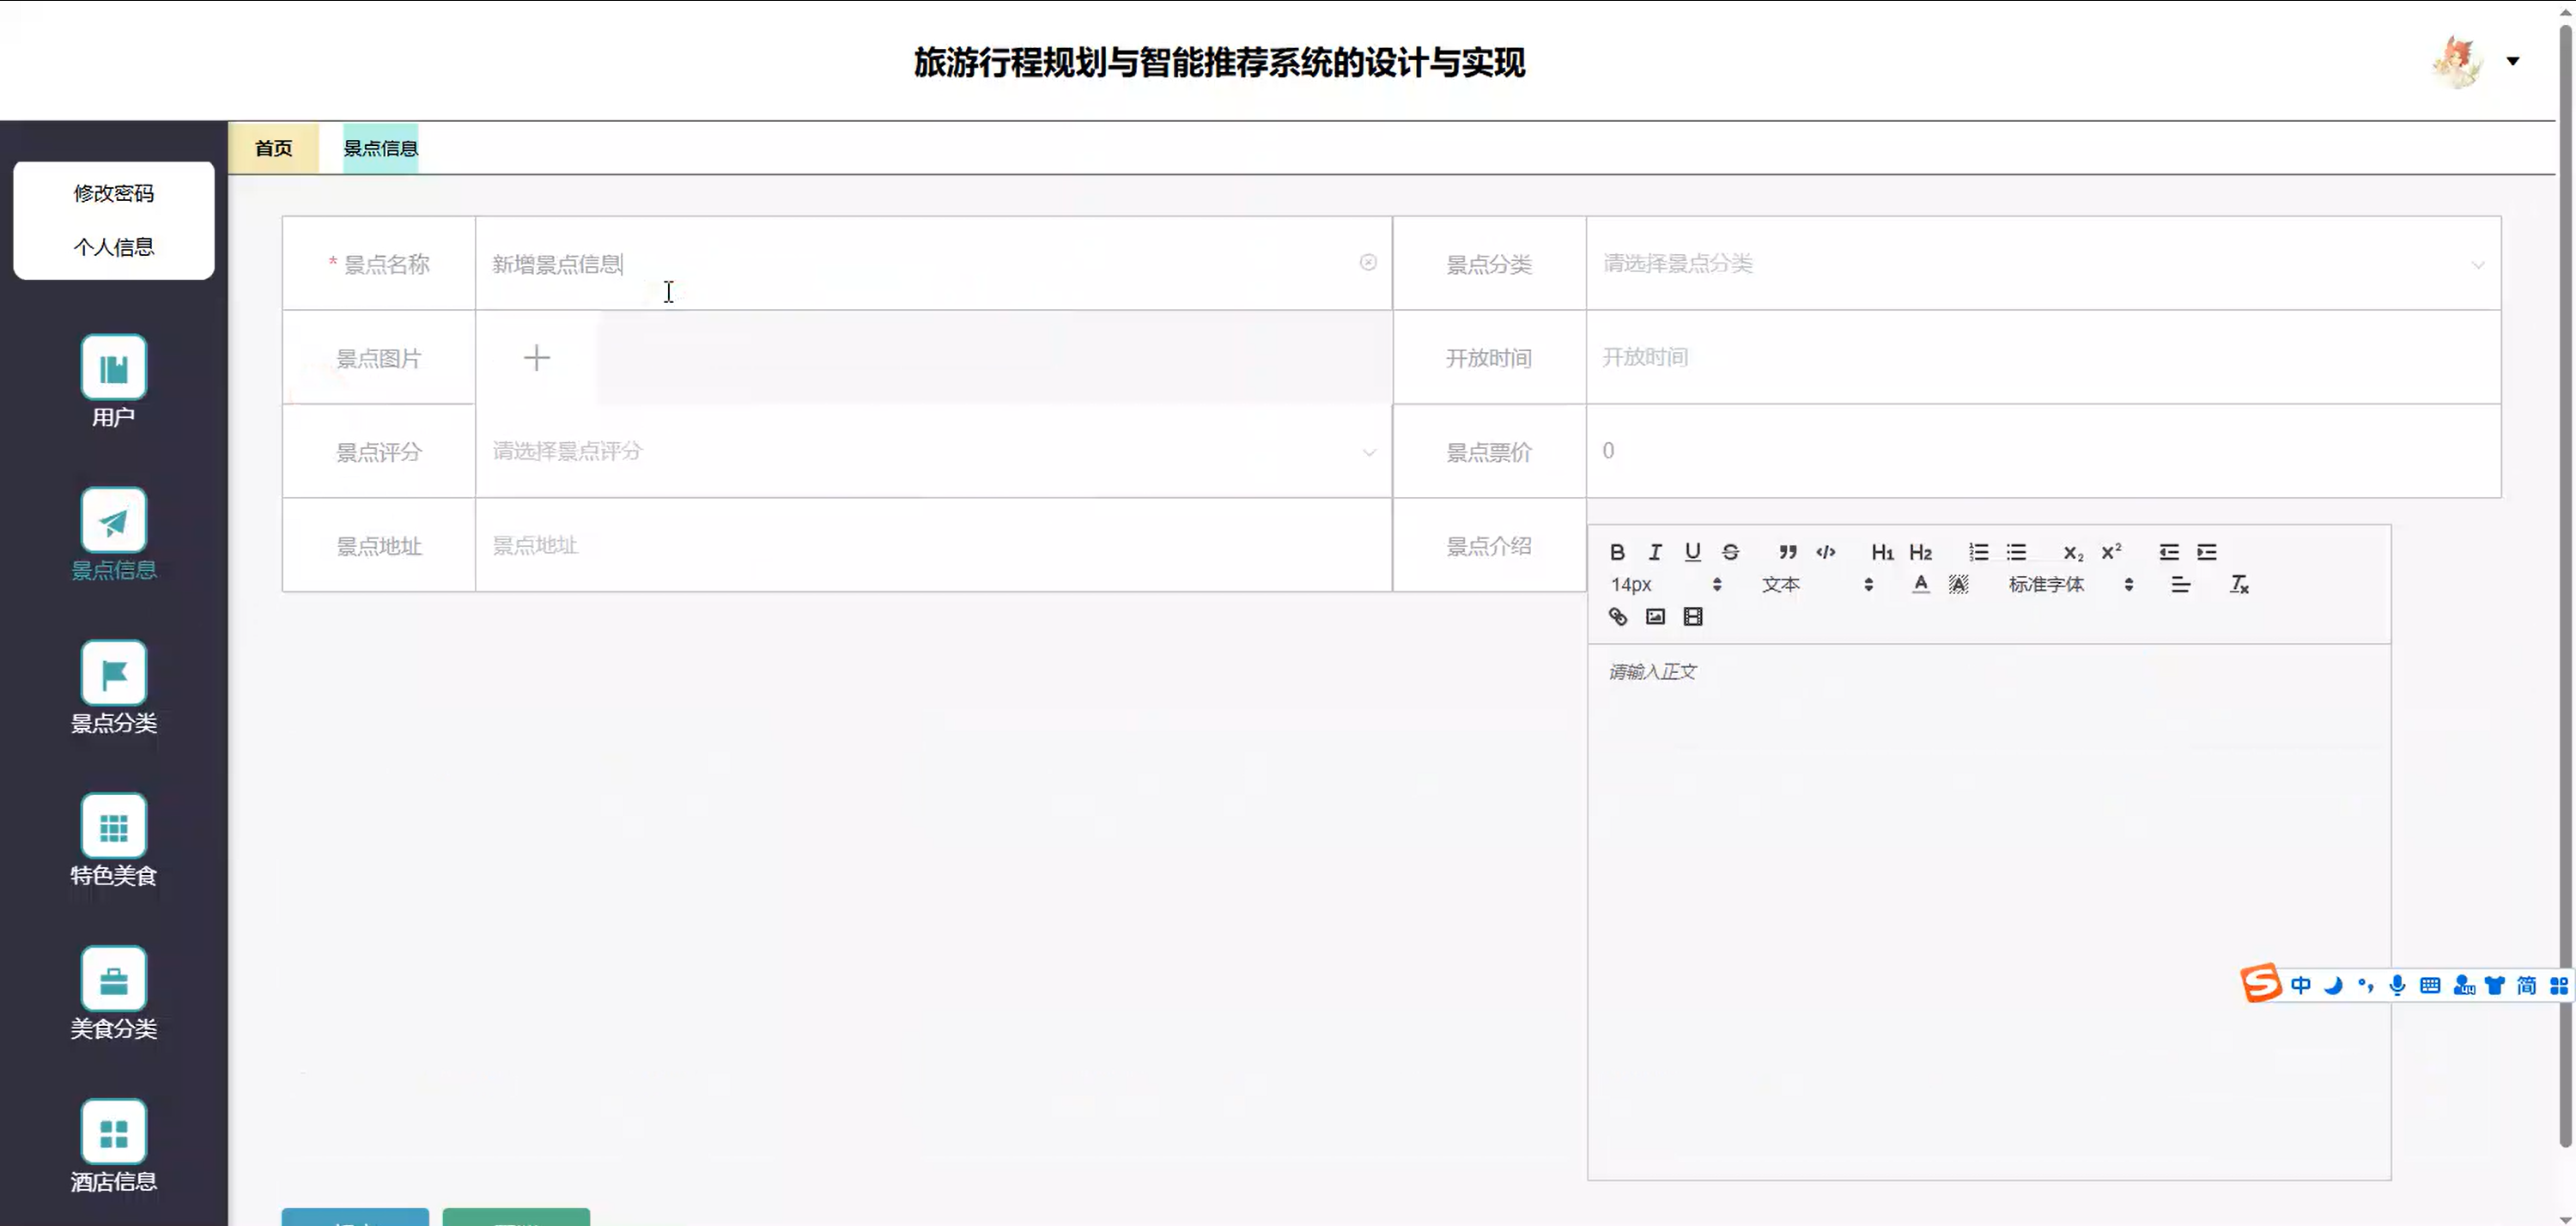 旅游行程规划与智能推荐系统的设计与实现
首页
景点信息
修改密码
个人信息
用户
景点信息
景点分类
特色美食
美食分类
酒店信息
* 景点名称
新增景点信息
景点分类
请选择景点分类
景点图片
开放时间
开放时间
景点评分
请选择景点评分
景点票价
0
景点地址
景点地址
景点介绍
B I U S H1 H2 X2 X2
14px 文本 A A 标准字体 Tx
请输入正文
S 中 简